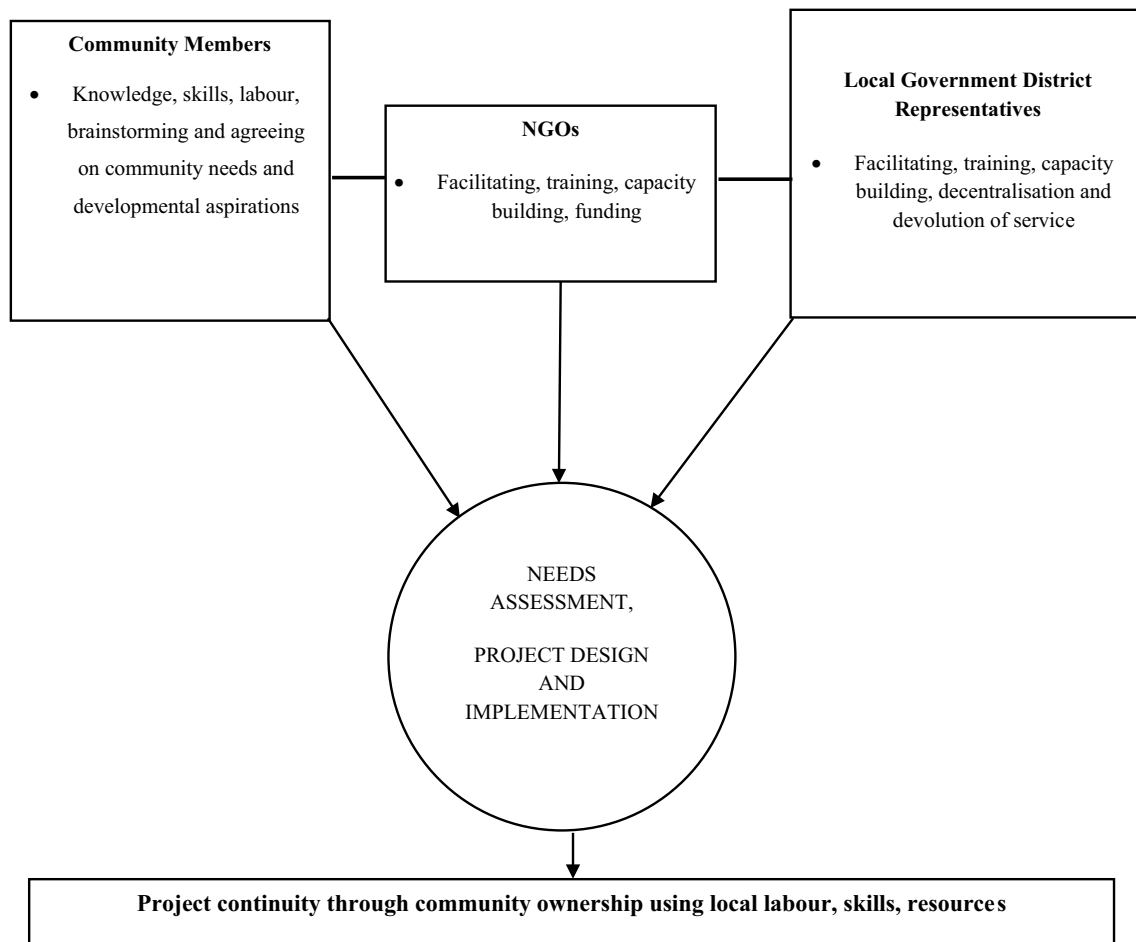 Community Members
• Knowledge, skills, labour,
brainstorming and agreeing
on community needs and
developmental aspirations
NGOs
• Facilitating, training, capacity
building, funding
Local Government District
Representatives
• Facilitating, training, capacity
building, decentralisation and
devolution of service
NEEDS
ASSESSMENT,
PROJECT DESIGN
AND
IMPLEMENTATION
Project continuity through community ownership using local labour, skills, resources